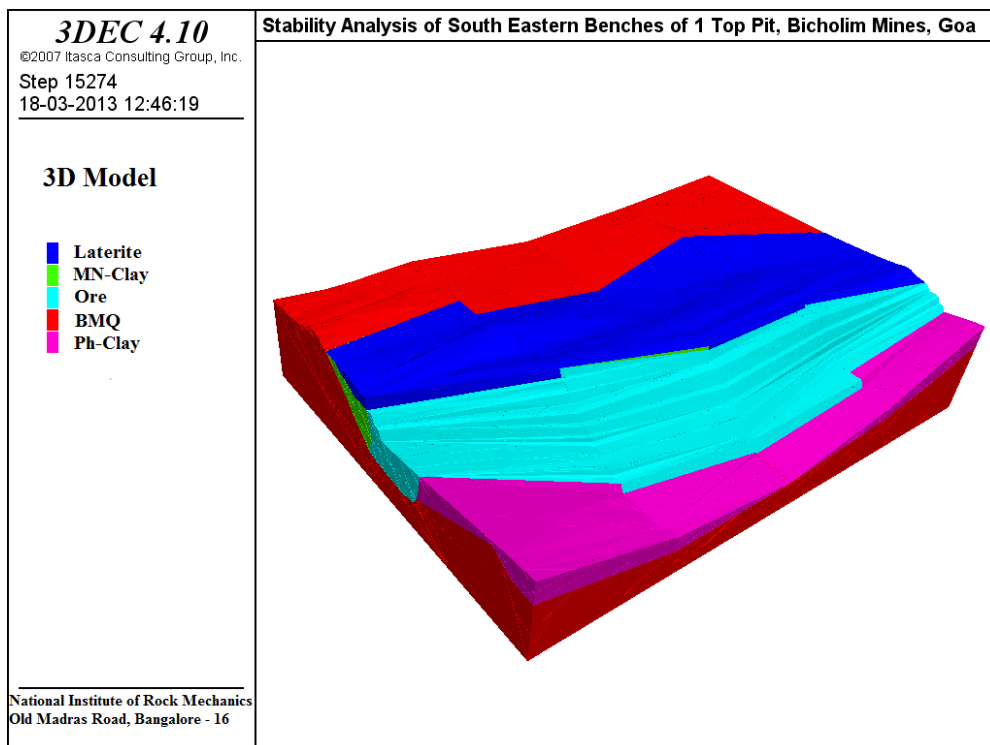 3DEC 4.10
©2007 Itasca Consulting Group, Inc.
Step 15274
18-03-2013 12:46:19
3D Model
Laterite
MN-Clay
Ore
BMQ
Ph-Clay
National Institute of Rock Mechanics
Old Madras Road, Bangalore - 16
Stability Analysis of South Eastern Benches of 1 Top Pit, Bicholim Mines, Goa